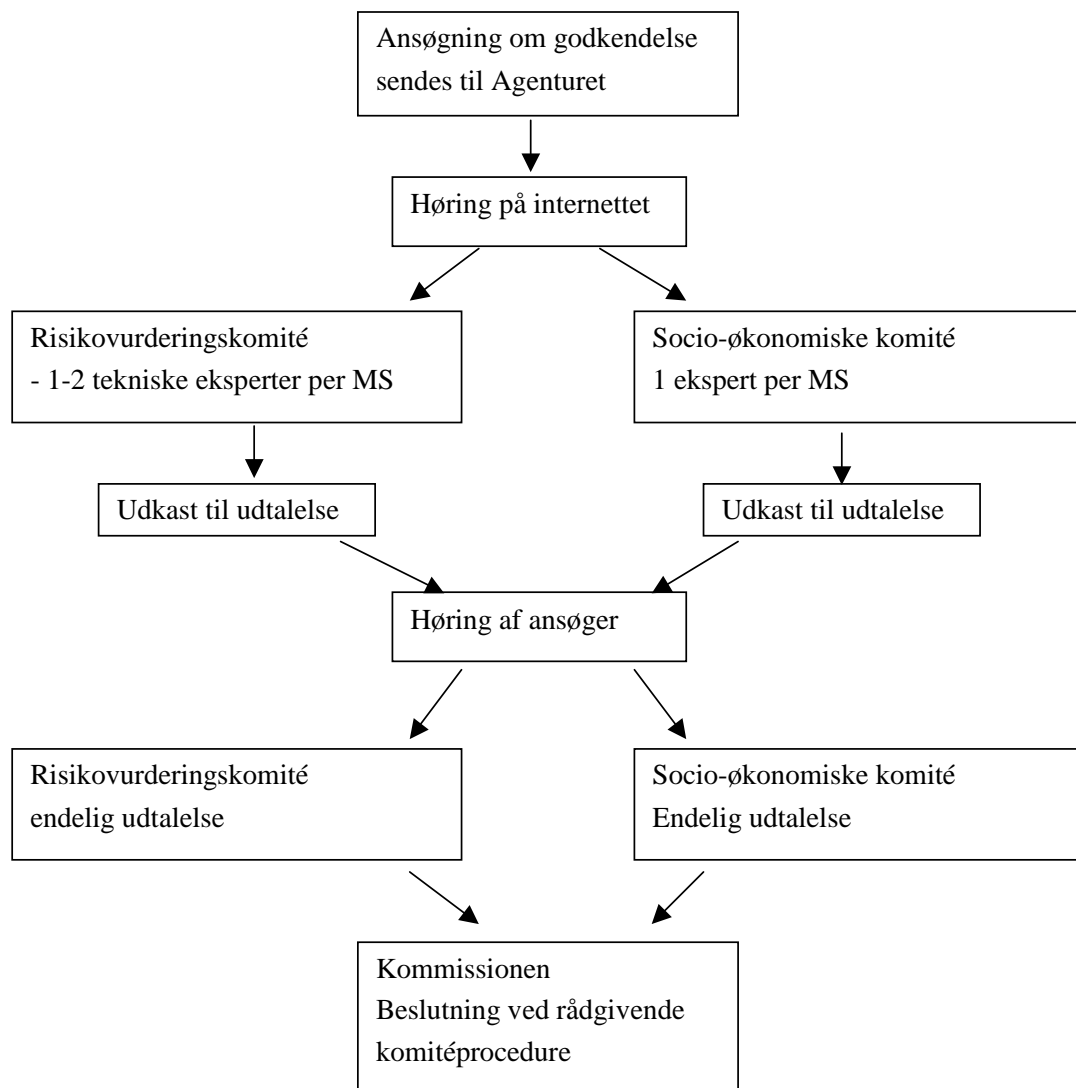 Ansøgning om godkendelse
sendes til Agenturet
Høring på internettet
Risikovurderingskomité
- 1-2 tekniske eksperter per MS
Socio-økonomiske komité
1 ekspert per MS
Udkast til udtalelse
Udkast til udtalelse
Høring af ansøger
Risikovurderingskomité
endelig udtalelse
Socio-økonomiske komité
Endelig udtalelse
Kommissionen
Beslutning ved rådgivende
komitéprocedure